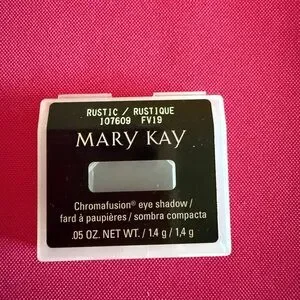 RUSTIC / RUSTIQUE
107609 FV19
MARY KAY
Chromafusion® eye shadow /
fard à paupières / sombra compacta
.05 OZ. NET WT. / 1.4 g / 1,4 g